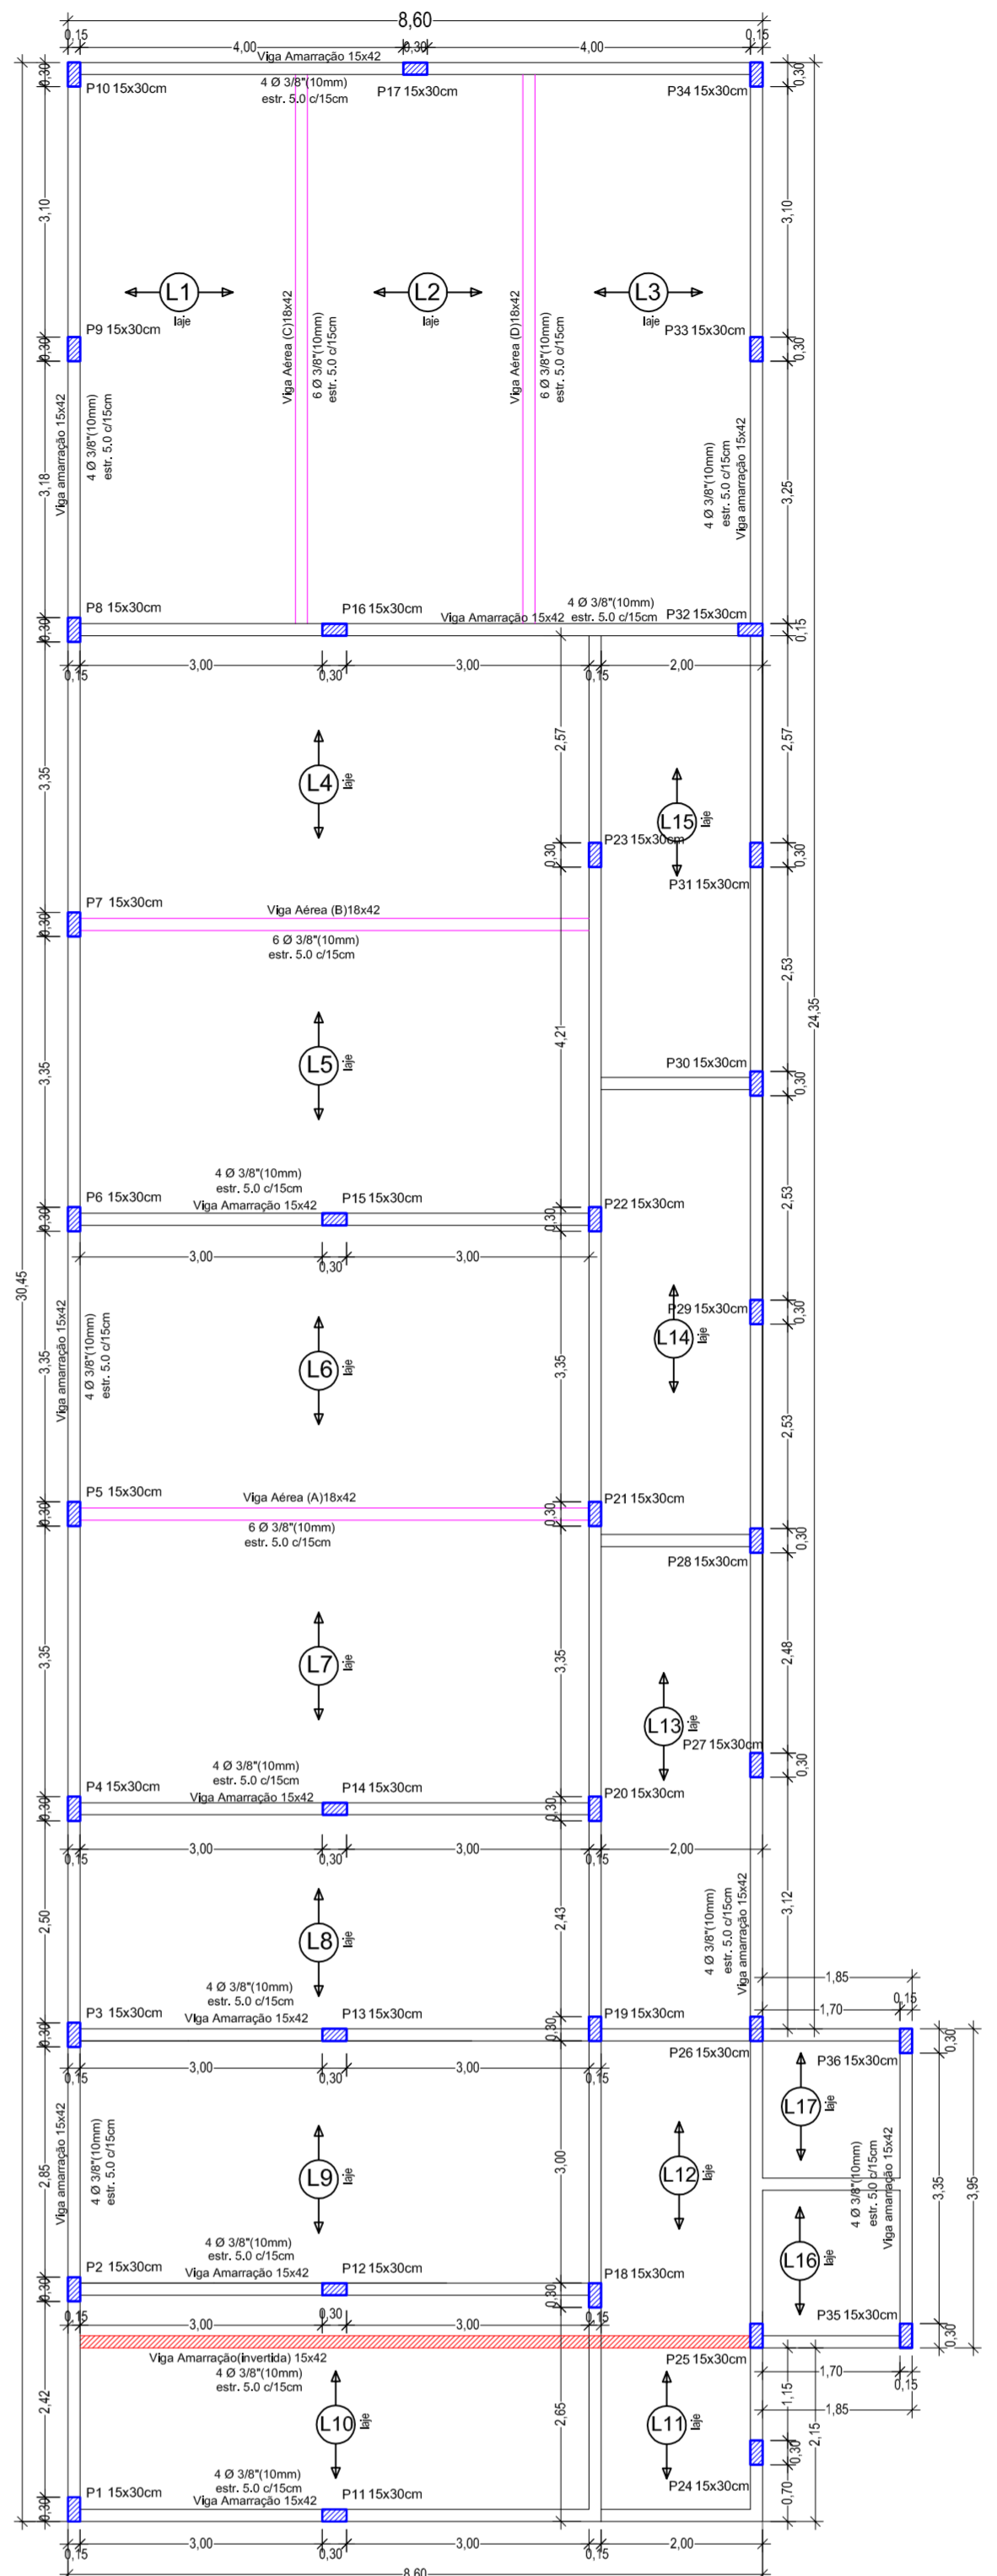 8,60
0,15
4,00
0,30
4,00
0,15
Viga Amarração 15x42
0,30
P10 15x30cm
4 Ø 3/8"(10mm)
estr. 5.0 c/15cm
P17 15x30cm
P34 15x30cm
0,30
3,10
3,10
L1
laje
L2
laje
L3
laje
Viga Aérea (C)18x42
6 Ø 3/8"(10mm)
estr. 5.0 c/15cm
Viga Aérea (D)18x42
6 Ø 3/8"(10mm)
estr. 5.0 c/15cm
0,30
P9 15x30cm
P33 15x30cm
0,30
3,18
Viga amarração 15x42
4 Ø 3/8"(10mm)
estr. 5.0 c/15cm
4 Ø 3/8"(10mm)
estr. 5.0 c/15cm
Viga amarração 15x42
3,25
0,30
P8 15x30cm
P16 15x30cm
4 Ø 3/8"(10mm)
Viga Amarração 15x42
estr. 5.0 c/15cm
P32 15x30cm
0,15
0,15
3,00
0,30
3,00
0,15
2,00
3,35
L4
laje
2,57
L15
laje
2,57
0,30
P23 15x30cm
0,30
P31 15x30cm
0,30
P7 15x30cm
Viga Aérea (B)18x42
6 Ø 3/8"(10mm)
estr. 5.0 c/15cm
2,53
24,35
3,35
L5
laje
4,21
P30 15x30cm
0,30
4 Ø 3/8"(10mm)
estr. 5.0 c/15cm
Viga Amarração 15x42
0,30
P6 15x30cm
P15 15x30cm
0,30
P22 15x30cm
2,53
3,00
0,30
3,00
30,45
3,35
Viga amarração 15x42
4 Ø 3/8"(10mm)
estr. 5.0 c/15cm
L6
laje
3,35
P29 15x30cm
L14
laje
0,30
2,53
0,30
P5 15x30cm
Viga Aérea (A)18x42
6 Ø 3/8"(10mm)
estr. 5.0 c/15cm
0,30
P21 15x30cm
P28 15x30cm
0,30
3,35
L7
laje
3,35
L13
laje
2,48
P27 15x30cm
0,30
4 Ø 3/8"(10mm)
estr. 5.0 c/15cm
Viga Amarração 15x42
0,30
P4 15x30cm
P14 15x30cm
0,30
P20 15x30cm
0,15
3,00
0,30
3,00
0,15
2,00
2,50
L8
laje
2,43
4 Ø 3/8"(10mm)
estr. 5.0 c/15cm
Viga amarração 15x42
3,12
1,85
1,70
0,15
4 Ø 3/8"(10mm)
estr. 5.0 c/15cm
Viga Amarração 15x42
0,30
P3 15x30cm
P13 15x30cm
0,30
P19 15x30cm
P26 15x30cm
P36 15x30cm
0,30
0,15
3,00
0,30
3,00
0,15
2,85
Viga amarração 15x42
4 Ø 3/8"(10mm)
estr. 5.0 c/15cm
L9
laje
3,00
L12
laje
L17
laje
4 Ø 3/8"(10mm)
estr. 5.0 c/15cm
Viga amarração 15x42
3,35
3,95
L16
laje
4 Ø 3/8"(10mm)
estr. 5.0 c/15cm
Viga Amarração 15x42
0,30
P2 15x30cm
P12 15x30cm
0,30
P18 15x30cm
0,15
3,00
0,30
3,00
0,15
P35 15x30cm
0,30
Viga Amarração(invertida) 15x42
4 Ø 3/8"(10mm)
estr. 5.0 c/15cm
P25 15x30cm
1,70
0,15
1,85
1,15
2,15
2,42
L10
laje
2,65
L11
laje
0,30
4 Ø 3/8"(10mm)
estr. 5.0 c/15cm
Viga Amarração 15x42
0,30
P1 15x30cm
P11 15x30cm
P24 15x30cm
0,70
0,15
3,00
0,30
3,00
0,15
2,00
8,60